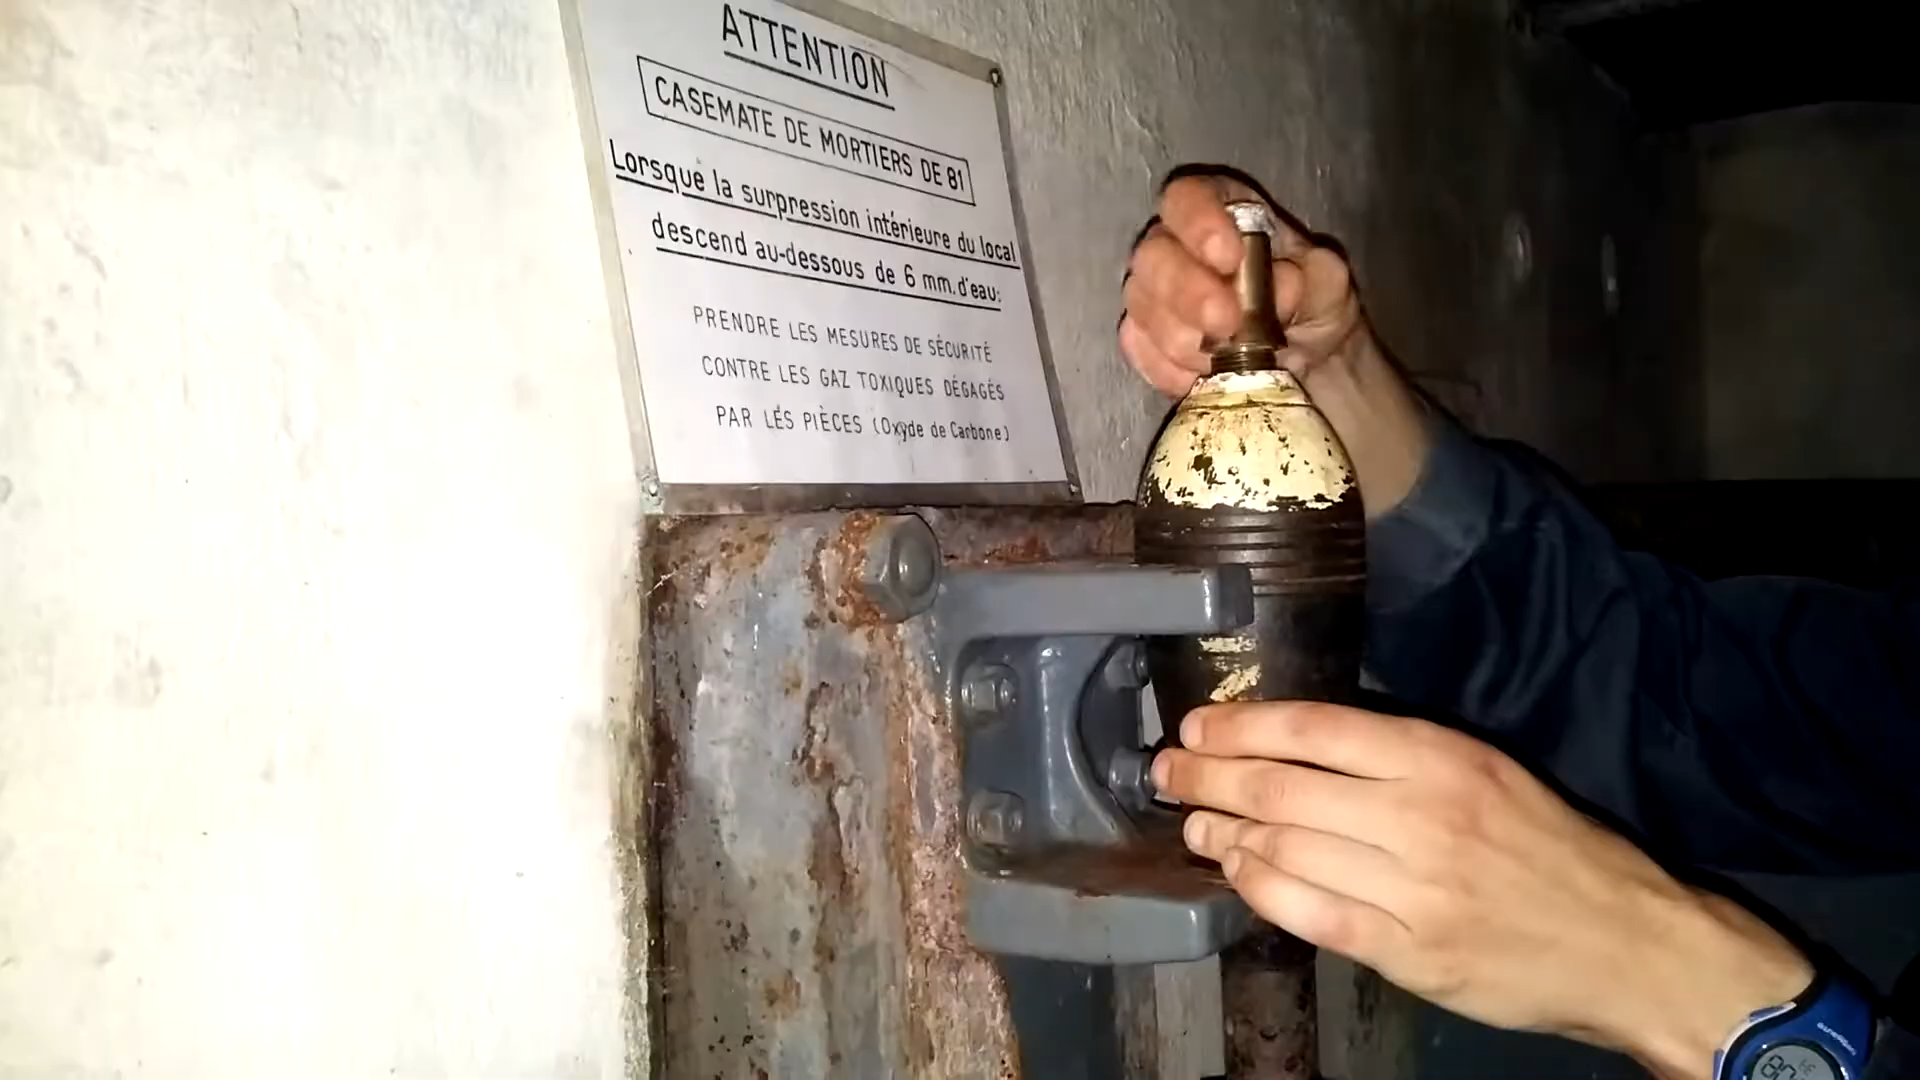 ATTENTION
CASEMATE DE MORTIERS DE 81
Lorsque la surpression intérieure du local
descend au-dessous de 6 mm.d'eau:
PRENDRE LES MESURES DE SÉCURITÉ
CONTRE LES GAZ TOXIQUES DÉGAGÉS
PAR LES PIÈCES (Oxyde de Carbone)